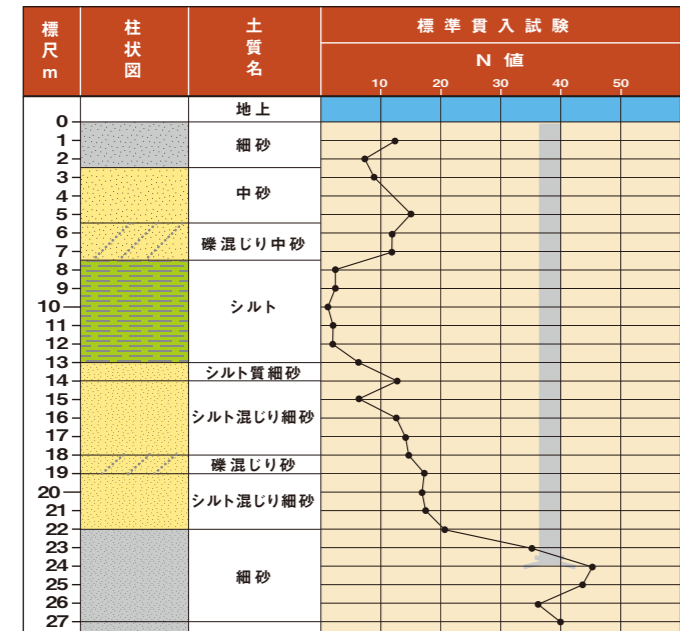 標尺m
柱状図
土質名
標準貫入試験
N 値
10 20 30 40 50
地上
0
1
細砂
2
3
中砂
4
5
6
礫混じり中砂
7
8
9
10
シルト
11
12
13
シルト質細砂
14
15
シルト混じり細砂
16
17
18
礫混じり砂
19
20
シルト混じり細砂
21
22
23
24
細砂
25
26
27